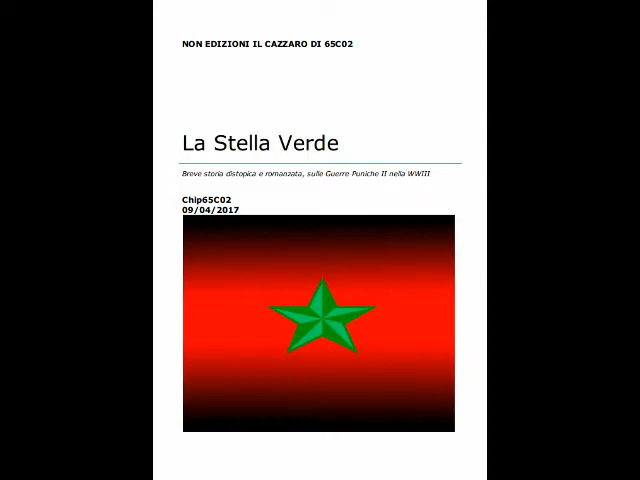 NON EDIZIONI IL CAZZARO DI 65C02
La Stella Verde
Breve storia distopica e romanzata, sulle Guerre Puniche II nella WWIII
Chip65C02
09/04/2017